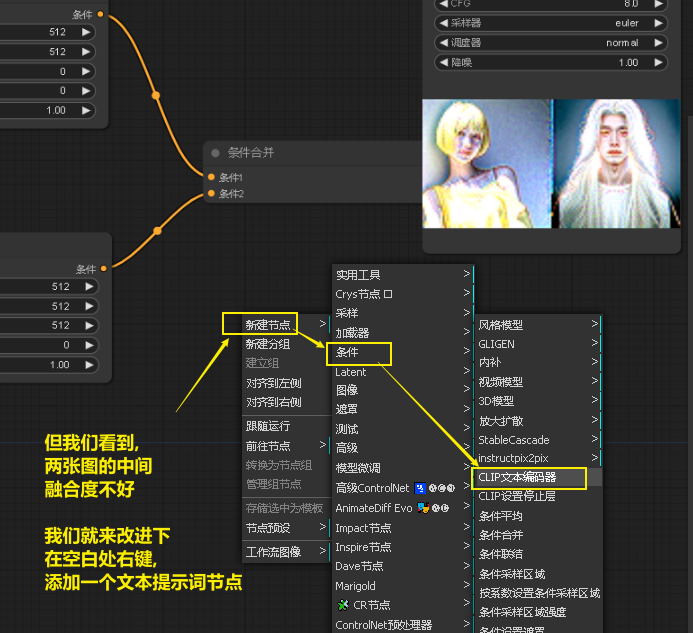 条件
512
512
0
0
1.00
CFG 8.0
采样器 euler
调度器 normal
降噪 1.00
条件合并
条件1
条件2
条件
512
512
512
0
1.00
新建节点
新建分组
建立组
对齐到左侧
对齐到右侧
跟随运行
前往节点
转换为节点组
管理组节点
存储选中为模板
节点预设
工作流图像
实用工具
Crys节点
采样
加载器
条件
Latent
图像
遮罩
测试
高级
模型微调
高级ControlNet
AnimateDiff Evo
Impact节点
Inspire节点
Dave节点
Marigold
CR节点
ControlNet预处理器
风格模型
GLIGEN
内补
视频模型
3D模型
放大扩散
StableCascade
instructpix2pix
CLIP文本编码器
CLIP设置停止层
条件平均
条件合并
条件联结
条件采样区域
按系数设置条件采样区域
条件采样区域强度
条件设置遮罩
但我们看到,
两张图的中间
融合度不好
我们就来改进下
在空白处右键,
添加一个文本提示词节点